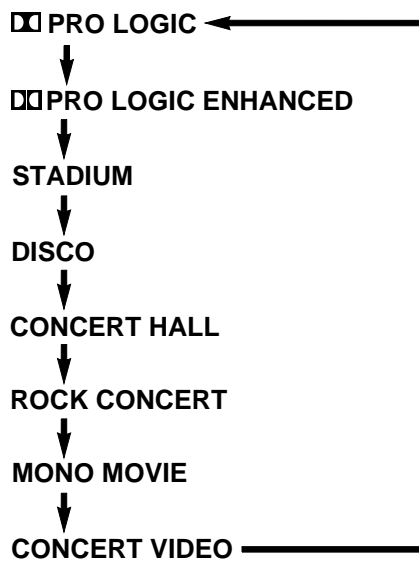 PRO LOGIC
PRO LOGIC ENHANCED
STADIUM
DISCO
CONCERT HALL
ROCK CONCERT
MONO MOVIE
CONCERT VIDEO